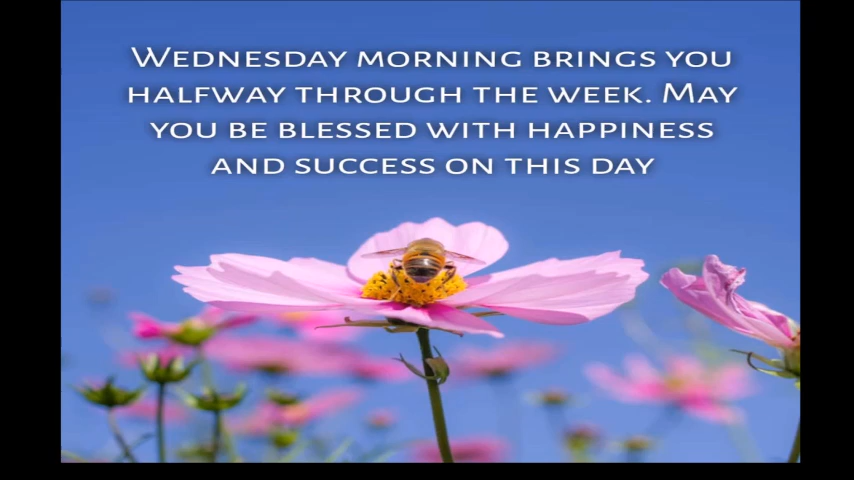 Wednesday morning brings you
halfway through the week. May
you be blessed with happiness
and success on this day